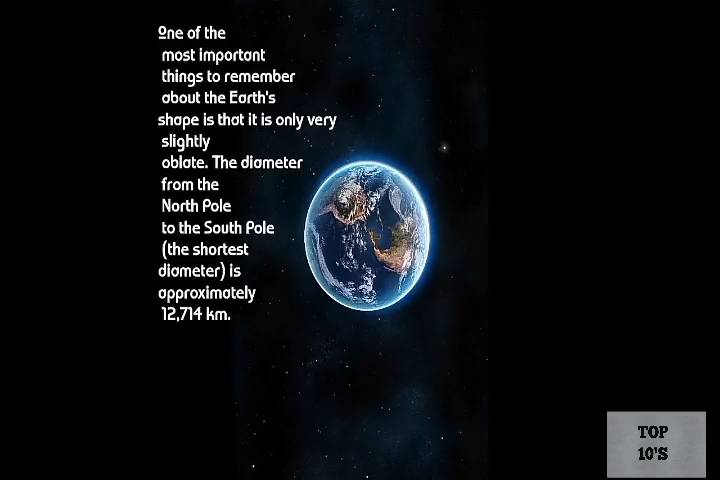 One of the
most important
things to remember
about the Earth's
shape is that it is only very
slightly
oblate. The diameter
from the
North Pole
to the South Pole
(the shortest
diameter) is
approximately
12,714 km.
TOP
10'S